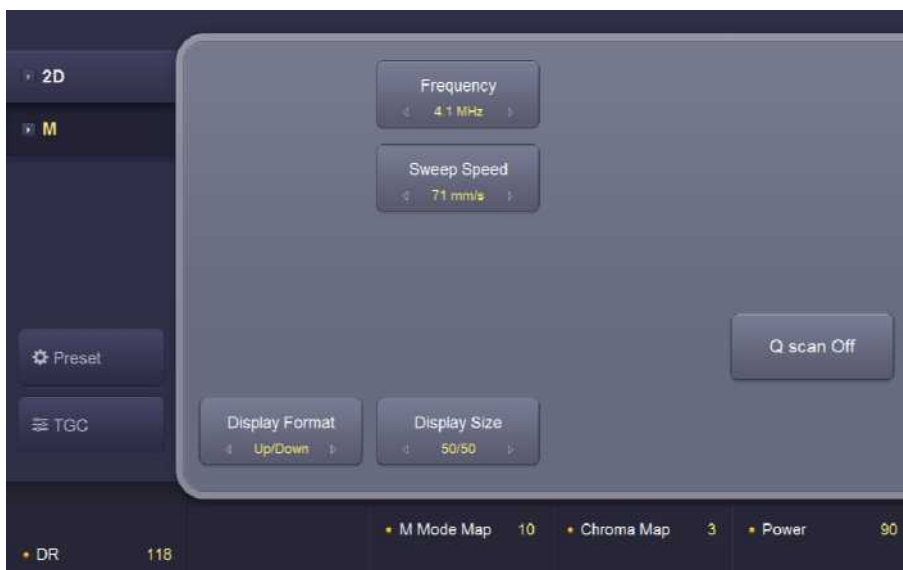 2D
M
Frequency
4.1 MHz
Sweep Speed
71 mm/s
Q scan Off
Preset
TGC
Display Format
Up/Down
Display Size
50/50
M Mode Map 10
Chroma Map 3
Power 90
DR 118